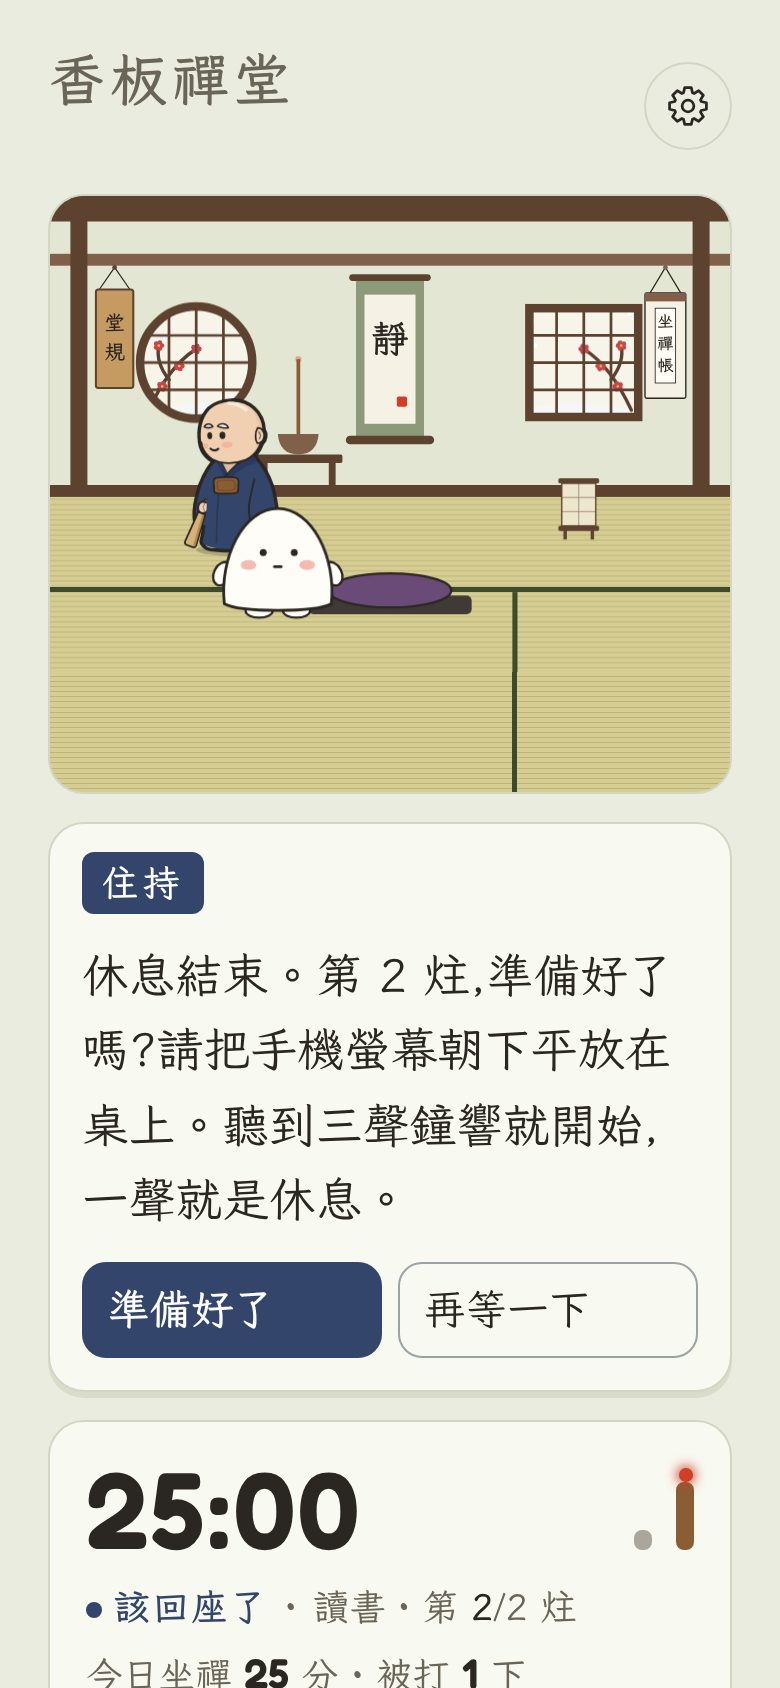 香板禪堂
堂規
靜
坐禪帳
住持
休息結束。第 2 炷,準備好了
嗎?請把手機螢幕朝下平放在
桌上。聽到三聲鐘響就開始,
一聲就是休息。
準備好了
再等一下
25:00
該回座了 · 讀書 · 第 2/2 炷
今日坐禪 25 分 · 被打 1 下